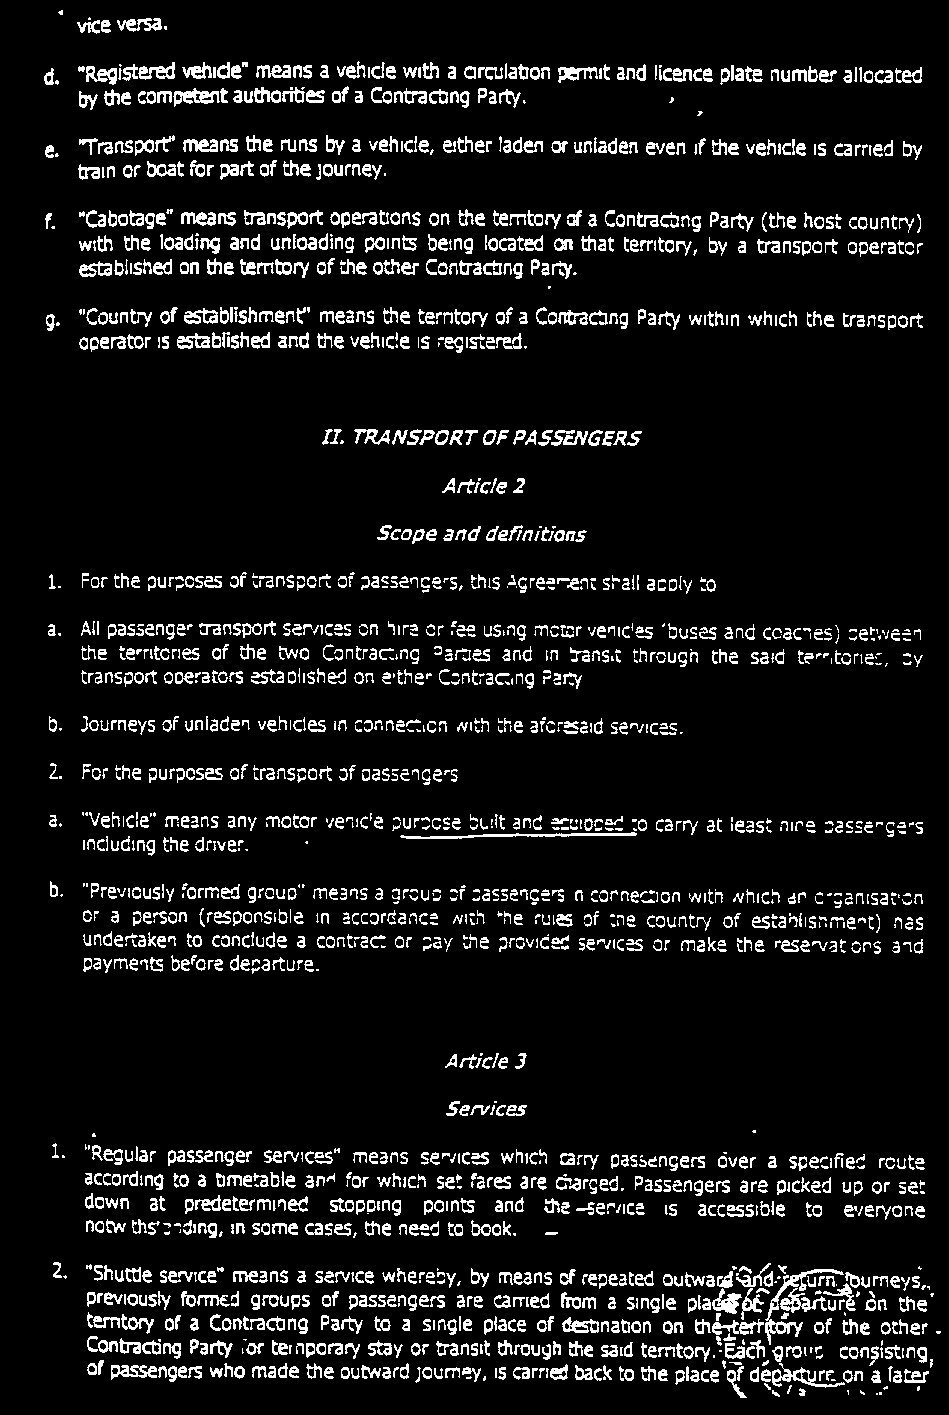 vice versa.
d. "Registered vehicle" means a vehicle with a circulation permit and licence plate number allocated
by the competent authorities of a Contracting Party.
e. "Transport" means the runs by a vehicle, either laden or unladen even if the vehicle is carried by
train or boat for part of the journey.
f. "Cabotage" means transport operations on the territory of a Contracting Party (the host country)
with the loading and unloading points being located on that territory, by a transport operator
established on the territory of the other Contracting Party.
g. "Country of establishment" means the territory of a Contracting Party within which the transport
operator is established and the vehicle is registered.
II. TRANSPORT OF PASSENGERS
Article 2
Scope and definitions
1. For the purposes of transport of passengers, this Agreement shall apply to
a. All passenger transport services on hire or fee using motor vehicles (buses and coaches) between
the territories of the two Contracting Parties and in transit through the said territories, by
transport operators established on either Contracting Party
b. Journeys of unladen vehicles in connection with the aforesaid services.
2. For the purposes of transport of passengers
a. "Vehicle" means any motor vehicle purpose built and equipped to carry at least nine passengers
including the driver.
b. "Previously formed group" means a group of passengers in connection with which an organisation
or a person (responsible in accordance with the rules of the country of establishment) has
undertaken to conclude a contract or pay the provided services or make the reservations and
payments before departure.
Article 3
Services
1. "Regular passenger services" means services which carry passengers over a specified route
according to a timetable and for which set fares are charged. Passengers are picked up or set
down at predetermined stopping points and the service is accessible to everyone
notwithstanding, in some cases, the need to book.
2. "Shuttle service" means a service whereby, by means of repeated outward and return journeys,
previously formed groups of passengers are carried from a single place of departure on the
territory of a Contracting Party to a single place of destination on the territory of the other
Contracting Party for temporary stay or transit through the said territory. Each group consisting
of passengers who made the outward journey, is carried back to the place of departure on a later